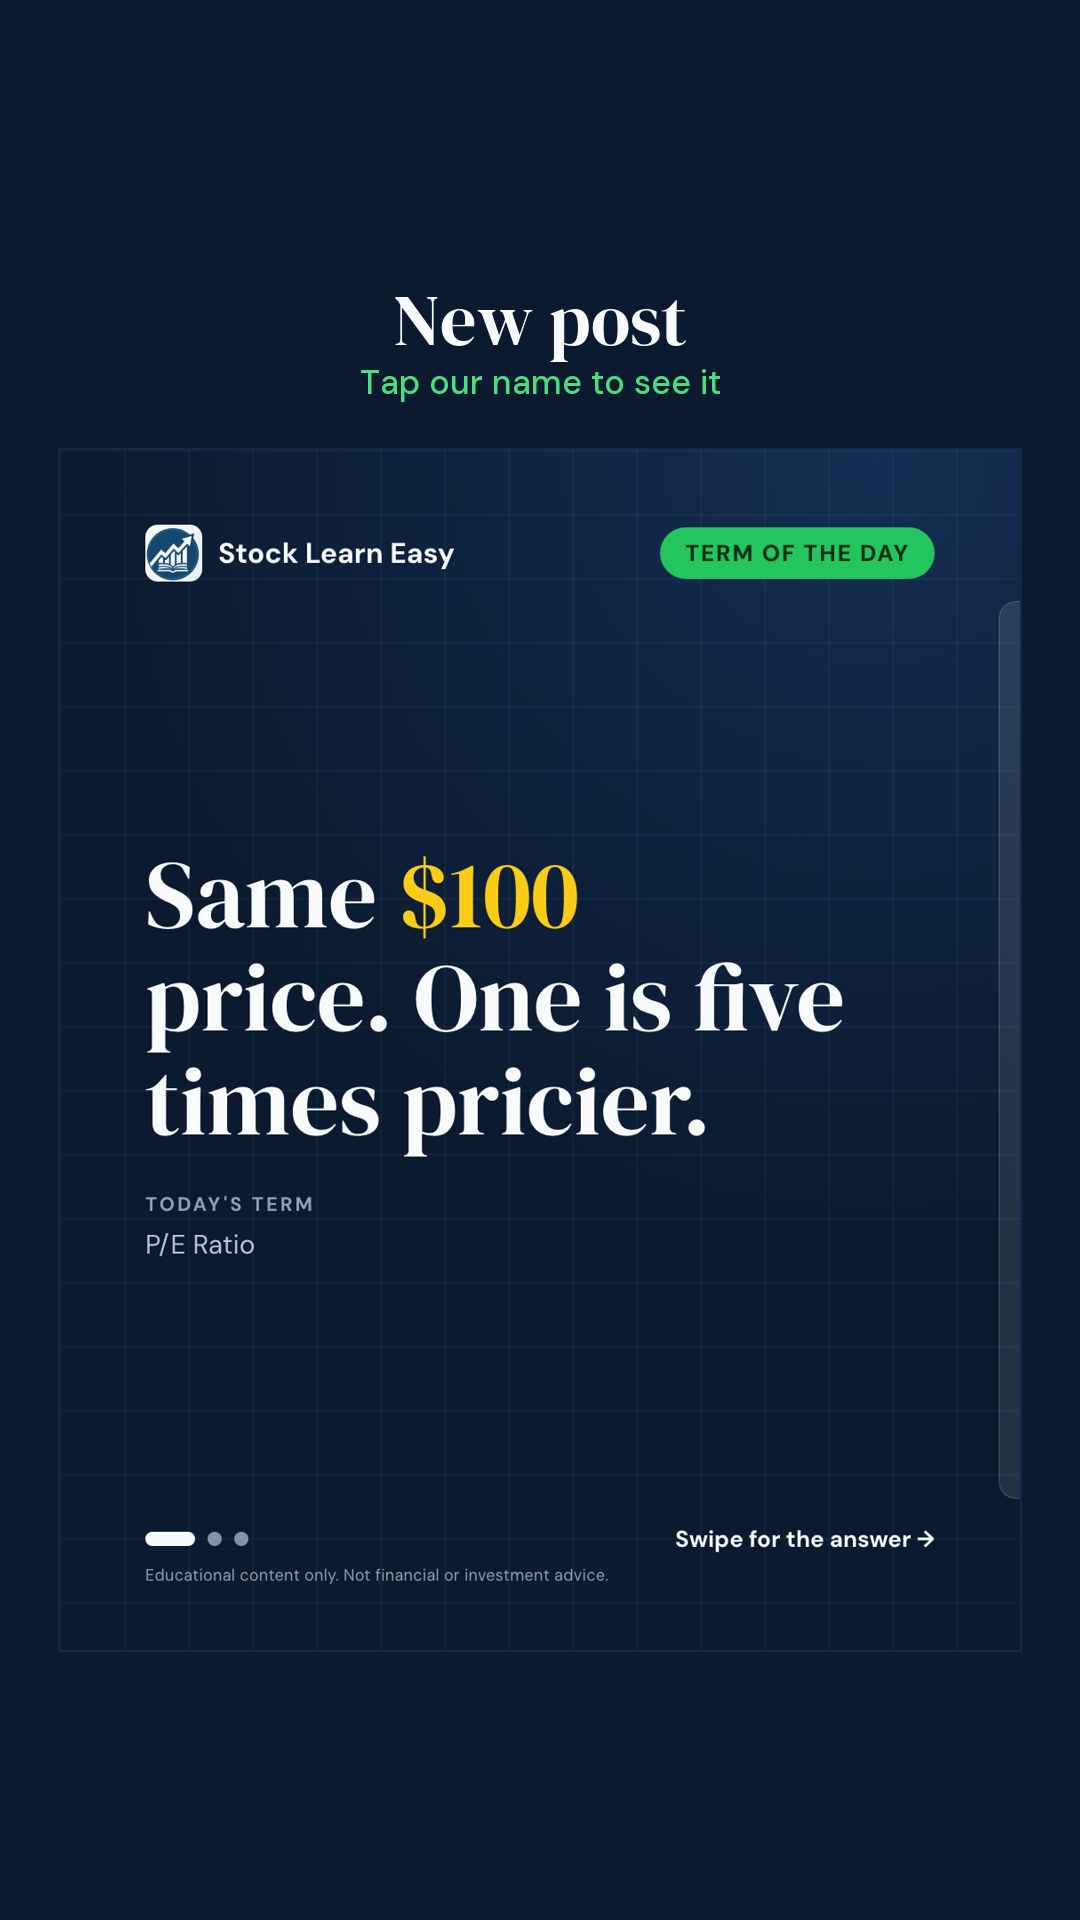 New post
Tap our name to see it
Stock Learn Easy
TERM OF THE DAY
Same $100
price. One is five
times pricier.
TODAY'S TERM
P/E Ratio
Swipe for the answer →
Educational content only. Not financial or investment advice.